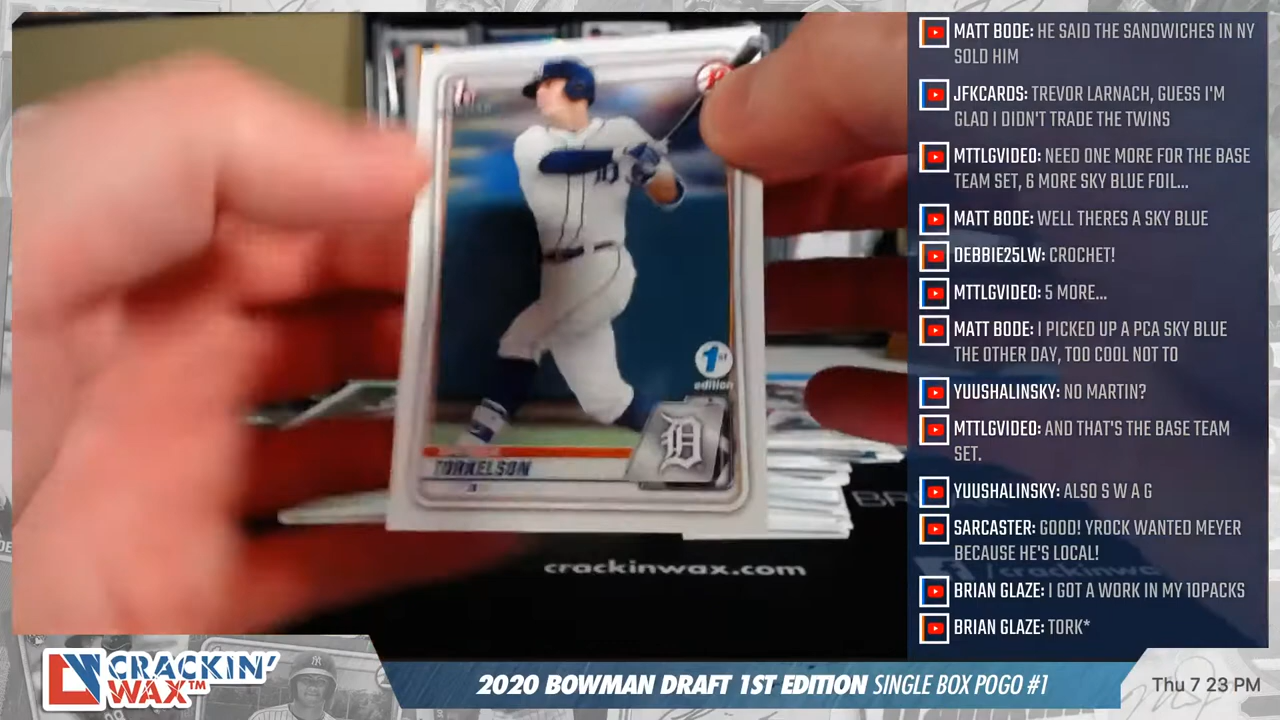 MATT BODE: HE SAID THE SANDWICHES IN NY
SOLD HIM
JFKCARDS: TREVOR LARNACH, GUESS I'M
GLAD I DIDN'T TRADE THE TWINS
MTTLGVIDEO: NEED ONE MORE FOR THE BASE
TEAM SET, 6 MORE SKY BLUE FOIL...
MATT BODE: WELL THERES A SKY BLUE
DEBBIE25LW: CROCHET!
MTTLGVIDEO: 5 MORE...
MATT BODE: I PICKED UP A PCA SKY BLUE
THE OTHER DAY, TOO COOL NOT TO
YUUSHALINSKY: NO MARTIN?
MTTLGVIDEO: AND THAT'S THE BASE TEAM
SET.
YUUSHALINSKY: ALSO S W A G
SARCASTER: GOOD! YROCK WANTED MEYER
BECAUSE HE'S LOCAL!
BRIAN GLAZE: I GOT A WORK IN MY 10PACKS
BRIAN GLAZE: TORK*
1st
edition
D
TORKELSON
crackinwax.com
/crackinwax
CRACKIN'
WAX™
2020 BOWMAN DRAFT 1ST EDITION SINGLE BOX POGO #1
Thu 7 23 PM